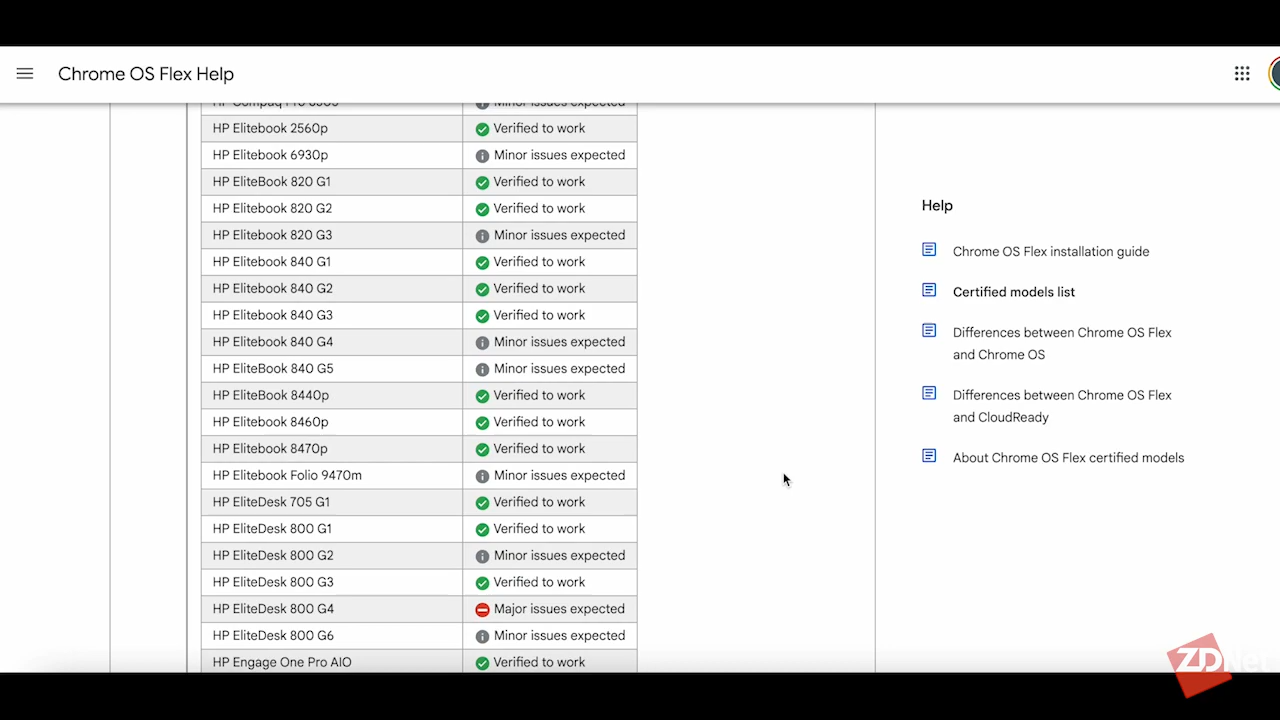 Chrome OS Flex Help
HP Compaq Pro 6305 Minor issues expected
HP Elitebook 2560p Verified to work
HP Elitebook 6930p Minor issues expected
HP EliteBook 820 G1 Verified to work
HP Elitebook 820 G2 Verified to work
HP Elitebook 820 G3 Minor issues expected
HP Elitebook 840 G1 Verified to work
HP Elitebook 840 G2 Verified to work
HP Elitebook 840 G3 Verified to work
HP Elitebook 840 G4 Minor issues expected
HP EliteBook 840 G5 Minor issues expected
HP EliteBook 8440p Verified to work
HP Elitebook 8460p Verified to work
HP Elitebook 8470p Verified to work
HP Elitebook Folio 9470m Minor issues expected
HP EliteDesk 705 G1 Verified to work
HP EliteDesk 800 G1 Verified to work
HP EliteDesk 800 G2 Minor issues expected
HP EliteDesk 800 G3 Verified to work
HP EliteDesk 800 G4 Major issues expected
HP EliteDesk 800 G6 Minor issues expected
HP Engage One Pro AIO Verified to work
Help
Chrome OS Flex installation guide
Certified models list
Differences between Chrome OS Flex
and Chrome OS
Differences between Chrome OS Flex
and CloudReady
About Chrome OS Flex certified models
ZDNet